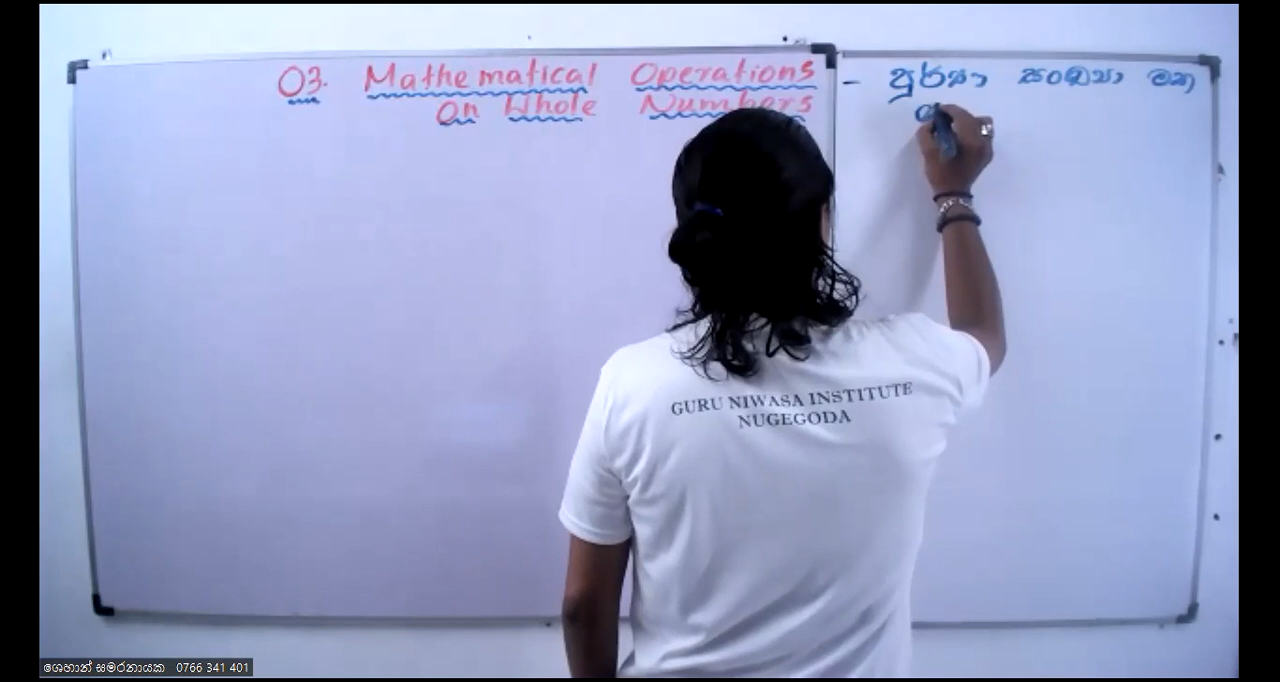 03. Mathematical Operations - පූර්ණ සංඛ්‍යා මත
On Whole Numbers
GURU NIWASA INSTITUTE
NUGEGODA
සමරනායක 0766 341 401